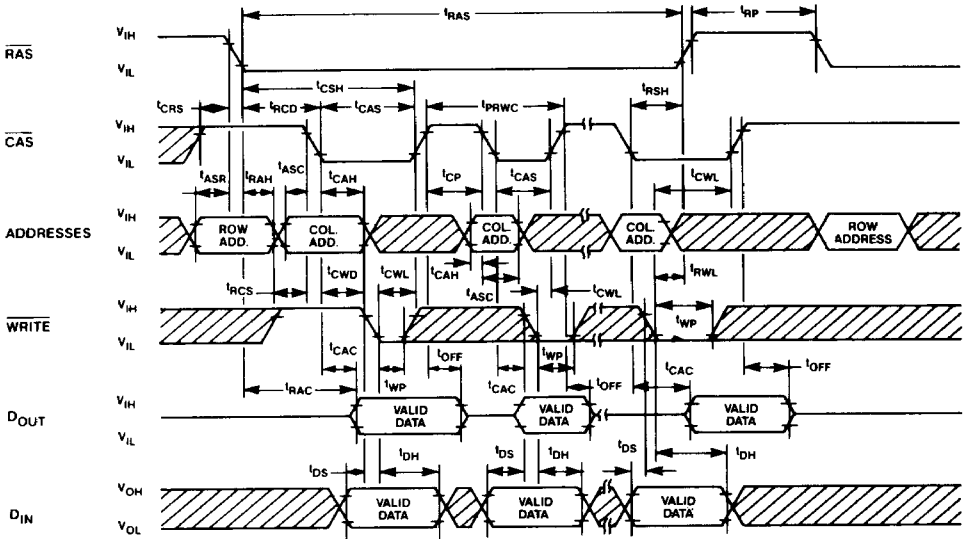 tRAS
tRP
VIH
RAS
VIL
tCSH
tRSH
tCRS
tRCD
tCAS
tPRWC
VIH
CAS
VIL
tASR
tRAH
tASC
tCAH
tCP
tCAS
tCWL
VIH
ADDRESSES
VIL
ROW ADD.
COL. ADD.
COL. ADD.
COL. ADD.
ROW ADDRESS
tRCS
tCWD
tCWL
tCAH
tASC
tCWL
tRWL
VIH
WRITE
VIL
tWP
tCAC
tOFF
tRAC
tWP
tCAC
tWP
tOFF
tCAC
tOFF
VIH
DOUT
VIL
VALID DATA
VALID DATA
VALID DATA
tDS
tDH
tDS
tDH
tDS
tDH
VOH
DIN
VOL
VALID DATA
VALID DATA
VALID DATA